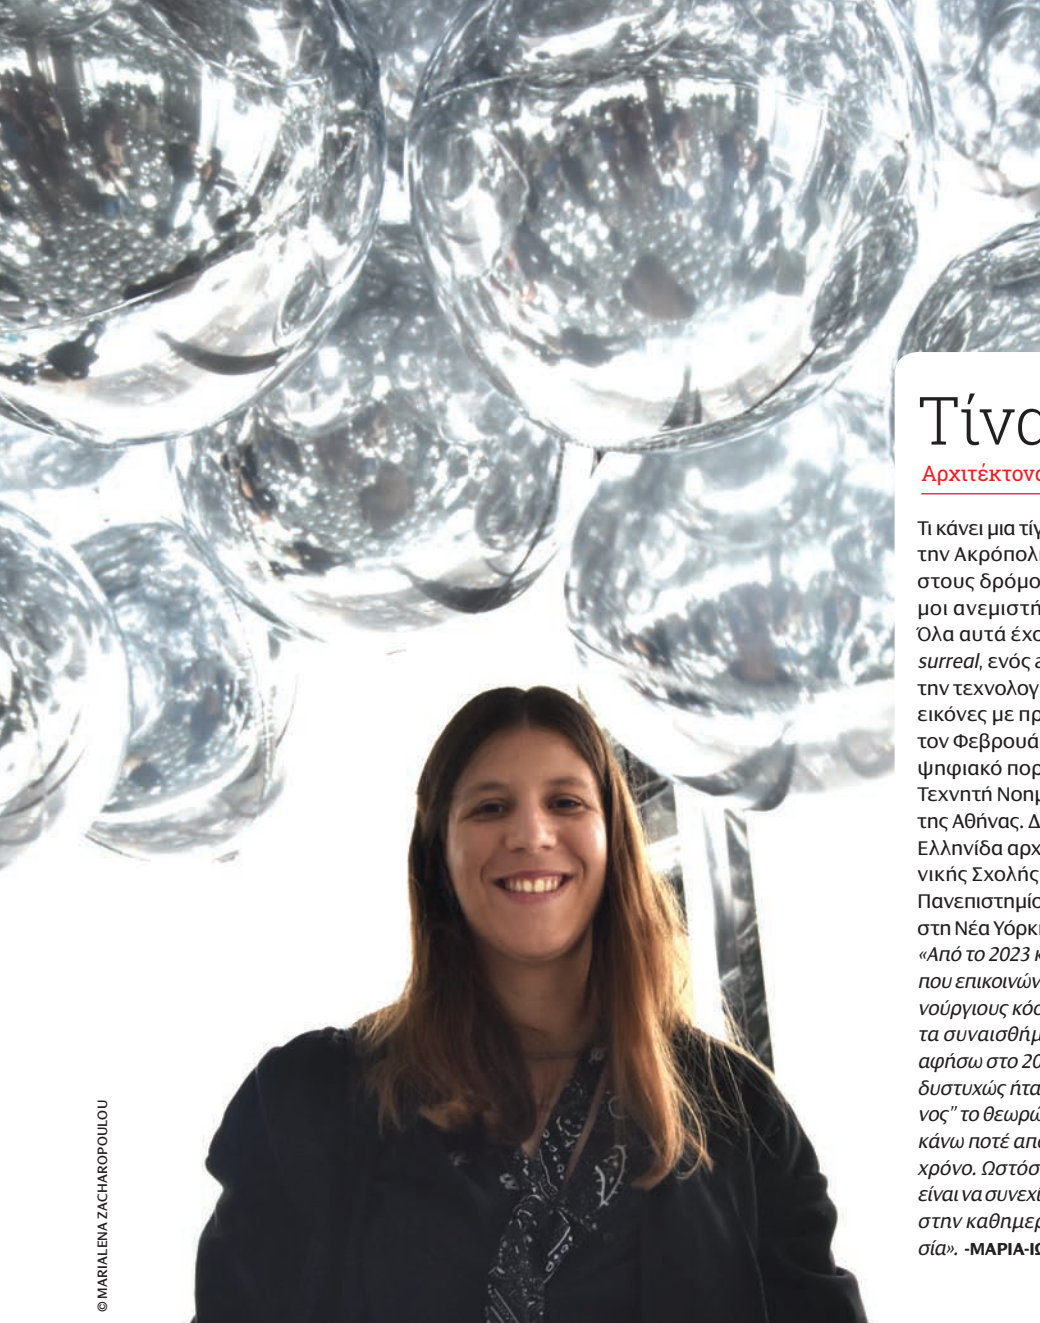 Τίνα
Αρχιτέκτονα
Τι κάνει μια τίγ
την Ακρόπολη
στους δρόμο
μοι ανεμιστή
Όλα αυτά έχο
surreal, ενός a
την τεχνολογ
εικόνες με πρ
τον Φεβρουά
ψηφιακό πορ
Τεχνητή Νοημ
της Αθήνας. Δ
Ελληνίδα αρχ
νικής Σχολής
Πανεπιστημίο
στη Νέα Υόρκη
«Από το 2023 κ
που επικοινών
νούργιους κόσ
τα συναισθήμ
αφήσω στο 20
δυστυχώς ήτα
νος" το θεωρώ
κάνω ποτέ απο
χρόνο. Ωστόσ
είναι να συνεχί
στην καθημερ
σία». -ΜΑΡΙΑ-ΙΩ
© MARIALENA ZACHAROPOULOU